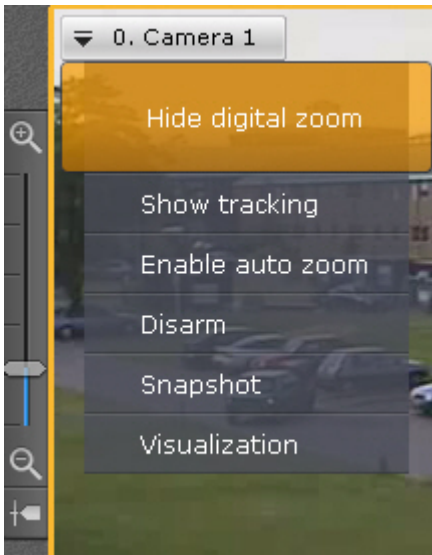 0. Camera 1
Hide digital zoom
Show tracking
Enable auto zoom
Disarm
Snapshot
Visualization